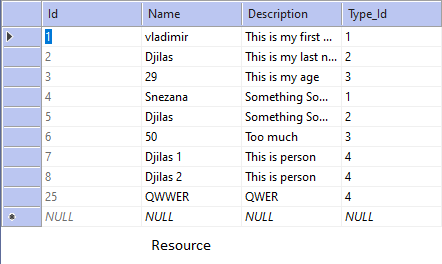 Id Name Description Type_Id
1 vladimir This is my first ... 1
2 Djilas This is my last n... 2
3 29 This is my age 3
4 Snezana Something So... 1
5 Djilas Something So... 2
6 50 Too much 3
7 Djilas 1 This is person 4
8 Djilas 2 This is person 4
25 QWWER QWER 4
NULL NULL NULL NULL
Resource